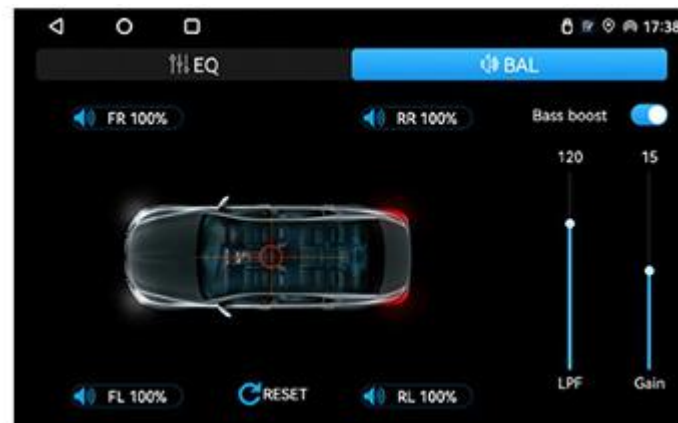 17:38
EQ
BAL
FR 100%
RR 100%
Bass boost
120
15
FL 100%
RESET
RL 100%
LPF
Gain